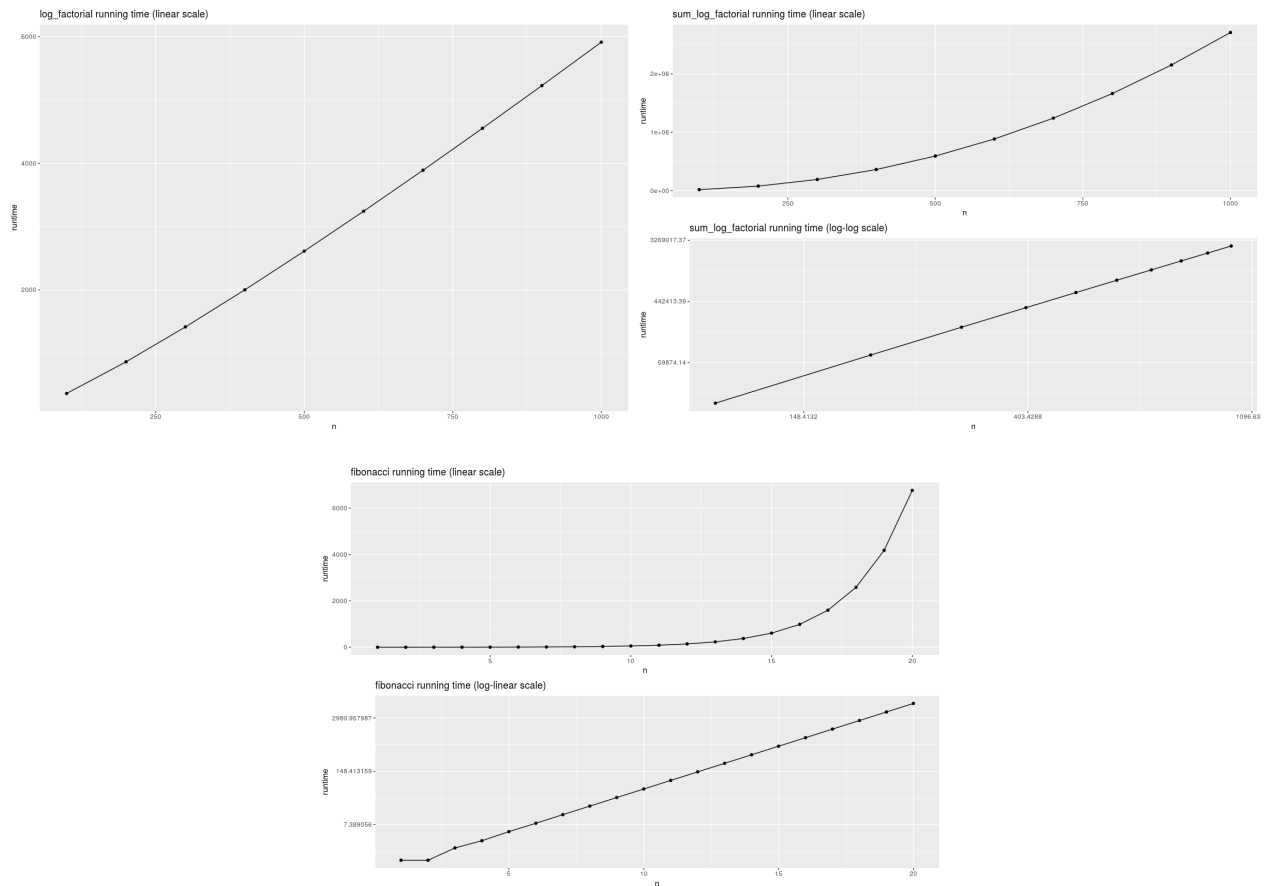 log_factorial running time (linear scale)
6000
4000
2000
runtime
250 500 750 1000
n
sum_log_factorial running time (linear scale)
2e+06
1e+06
0e+00
runtime
250 500 750 1000
n
sum_log_factorial running time (log-log scale)
3269017.37
442413.39
59874.14
runtime
148.4132 403.4288 1096.63
n
fibonacci running time (linear scale)
6000
4000
2000
0
runtime
5 10 15 20
n
fibonacci running time (log-linear scale)
2980.957987
148.413159
7.389056
runtime
5 10 15 20
n